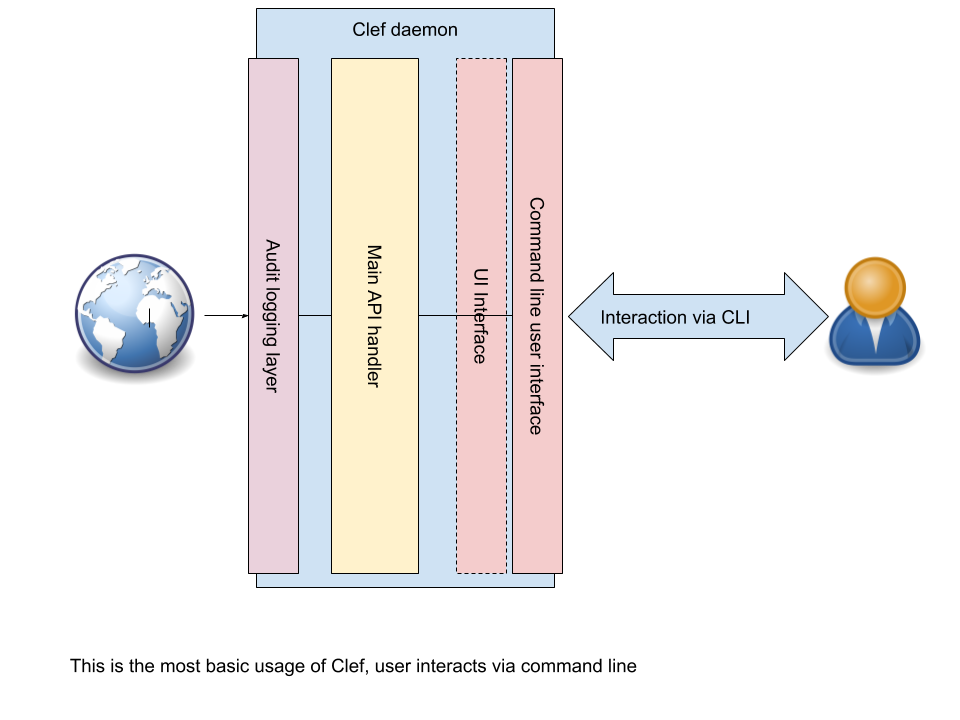 Clef daemon
Audit logging layer
Main API handler
UI Interface
Command line user interface
Interaction via CLI
This is the most basic usage of Clef, user interacts via command line